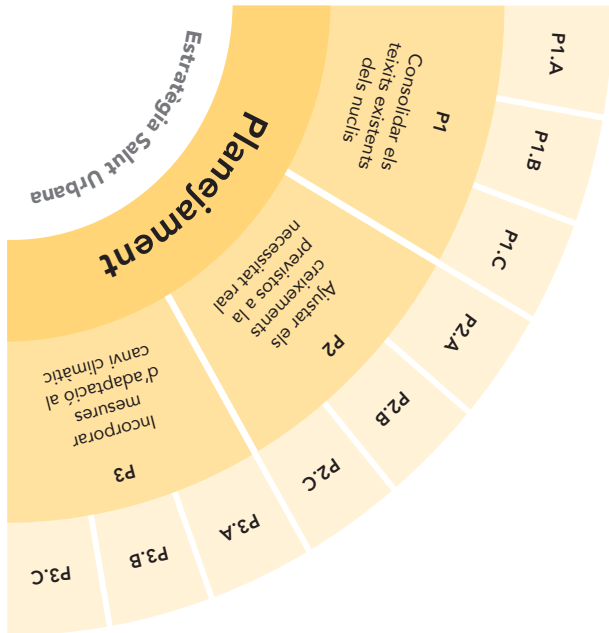 Estratègia Salut Urbana
Planejament
P1
Consolidar els
teixits existents
dels nuclis
P1.A
P1.B
P1.C
P2
Ajustar els
creixements
previstos a la
necessitat real
P2.A
P2.B
P2.C
P3
Incorporar
mesures
d'adaptació al
canvi climàtic
P3.A
P3.B
P3.C